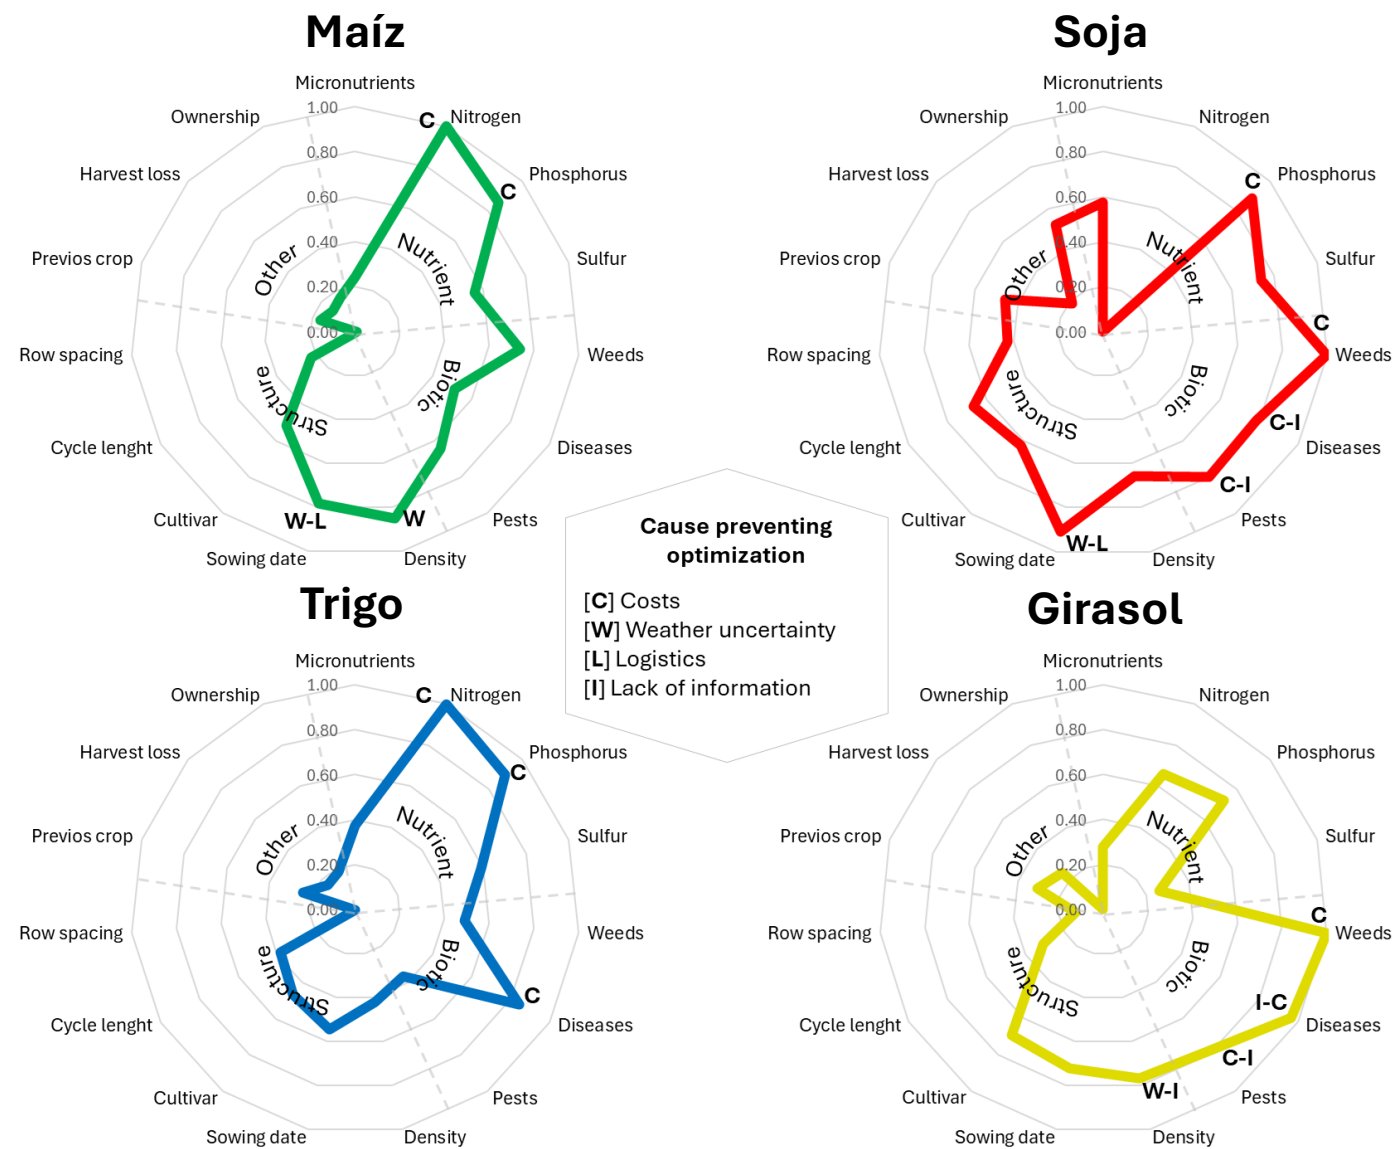 Maíz
Micronutrients
Nitrogen
Phosphorus
Sulfur
Weeds
Diseases
Pests
Density
Sowing date
Cultivar
Cycle lenght
Row spacing
Previos crop
Harvest loss
Ownership
1.00
0.80
0.60
0.40
0.20
0.00
Nutrient
Biotic
Structure
Other
C
C
W
W-L
Soja
Micronutrients
Nitrogen
Phosphorus
Sulfur
Weeds
Diseases
Pests
Density
Sowing date
Cultivar
Cycle lenght
Row spacing
Previos crop
Harvest loss
Ownership
1.00
0.80
0.60
0.40
0.20
0.00
Nutrient
Biotic
Structure
Other
C
C
C-I
C-I
W-L
Cause preventing
optimization
[C] Costs
[W] Weather uncertainty
[L] Logistics
[I] Lack of information
Trigo
Micronutrients
Nitrogen
Phosphorus
Sulfur
Weeds
Diseases
Pests
Density
Sowing date
Cultivar
Cycle lenght
Row spacing
Previos crop
Harvest loss
Ownership
1.00
0.80
0.60
0.40
0.20
0.00
Nutrient
Biotic
Structure
Other
C
C
C
Girasol
Micronutrients
Nitrogen
Phosphorus
Sulfur
Weeds
Diseases
Pests
Density
Sowing date
Cultivar
Cycle lenght
Row spacing
Previos crop
Harvest loss
Ownership
1.00
0.80
0.60
0.40
0.20
0.00
Nutrient
Biotic
Structure
Other
C
I-C
C-I
W-I